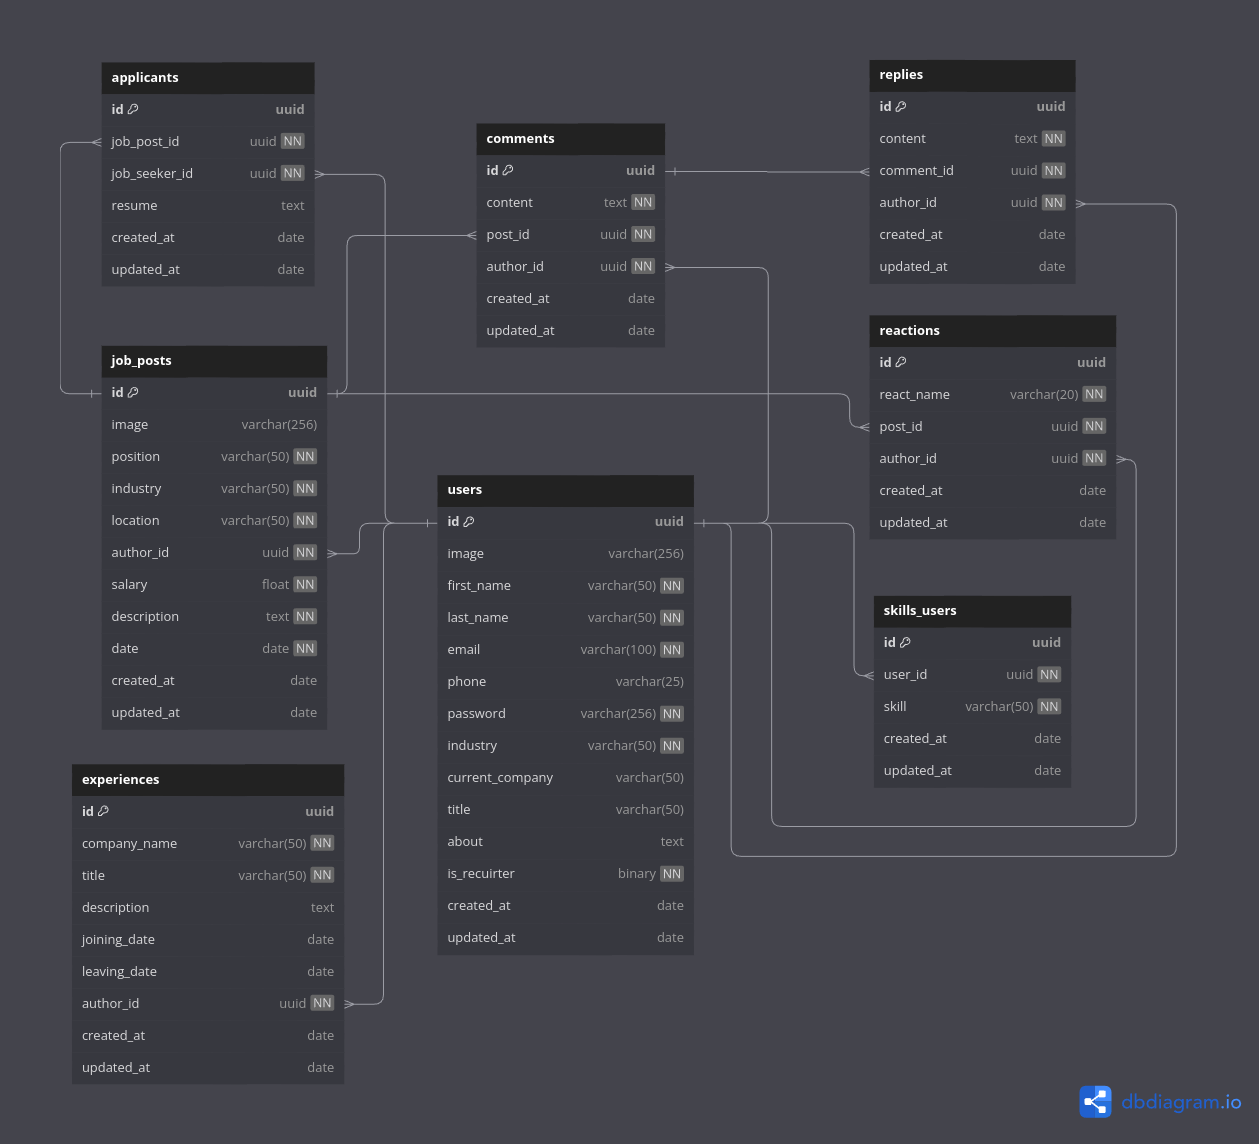 applicants
id uuid
job_post_id uuid NN
job_seeker_id uuid NN
resume text
created_at date
updated_at date
comments
id uuid
content text NN
post_id uuid NN
author_id uuid NN
created_at date
updated_at date
replies
id uuid
content text NN
comment_id uuid NN
author_id uuid NN
created_at date
updated_at date
reactions
id uuid
react_name varchar(20) NN
post_id uuid NN
author_id uuid NN
created_at date
updated_at date
job_posts
id uuid
image varchar(256)
position varchar(50) NN
industry varchar(50) NN
location varchar(50) NN
author_id uuid NN
salary float NN
description text NN
date date NN
created_at date
updated_at date
users
id uuid
image varchar(256)
first_name varchar(50) NN
last_name varchar(50) NN
email varchar(100) NN
phone varchar(25)
password varchar(256) NN
industry varchar(50) NN
current_company varchar(50)
title varchar(50)
about text
is_recuirter binary NN
created_at date
updated_at date
skills_users
id uuid
user_id uuid NN
skill varchar(50) NN
created_at date
updated_at date
experiences
id uuid
company_name varchar(50) NN
title varchar(50) NN
description text
joining_date date
leaving_date date
author_id uuid NN
created_at date
updated_at date
dbdiagram.io